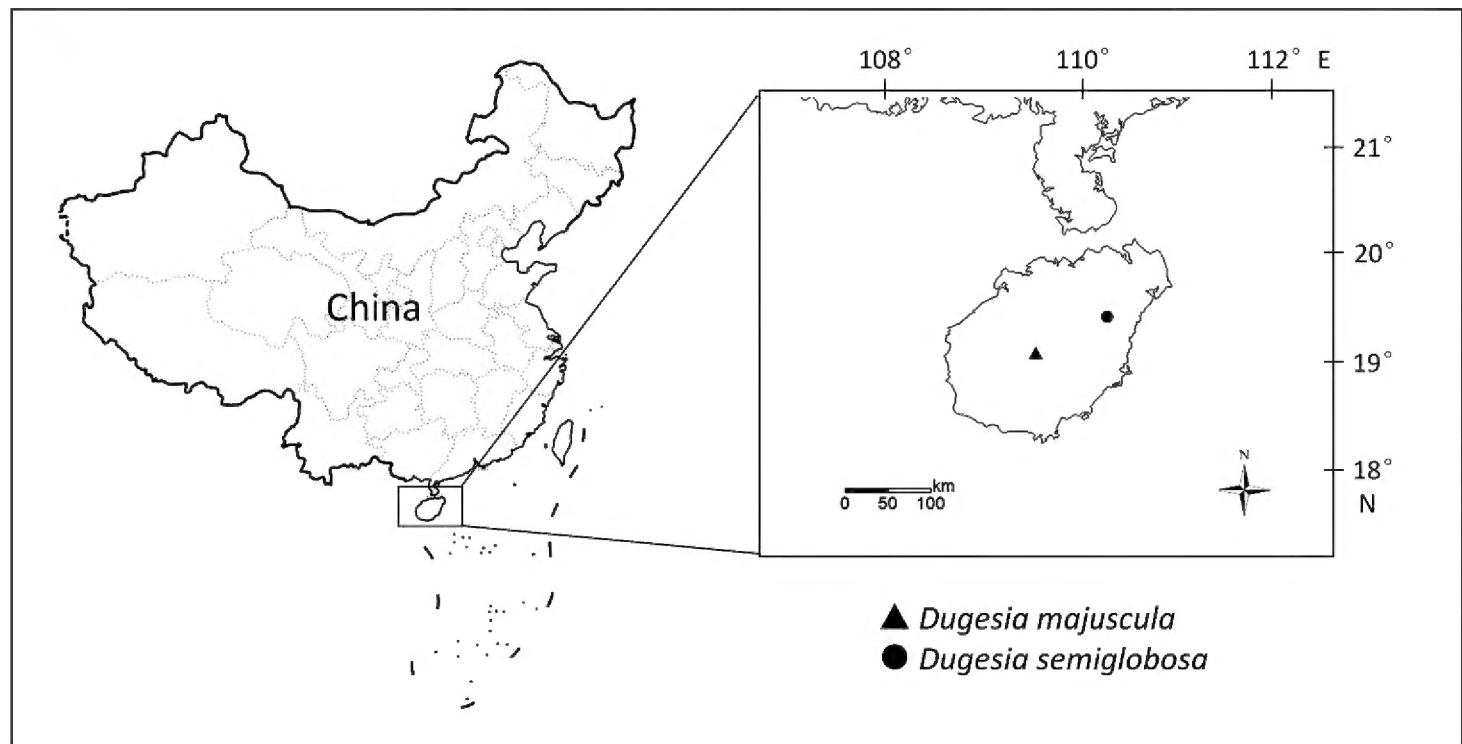 108° 110° 112° E
21°
20°
China
19°
18°
N
N
km
0 50 100
Dugesia majuscula
Dugesia semiglobosa